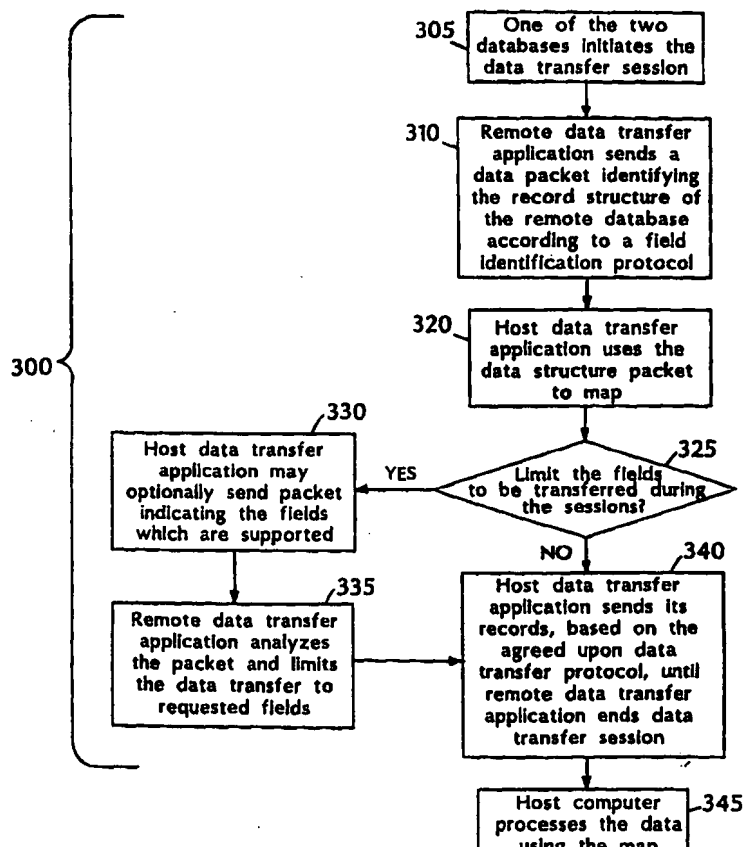 305
One of the two
databases initiates the
data transfer session
310
Remote data transfer
application sends a
data packet identifying
the record structure of
the remote database
according to a field
identification protocol
320
Host data transfer
application uses the
data structure packet
to map
300
325
Limit the fields
to be transferred during
the sessions?
YES
330
Host data transfer
application may
optionally send packet
indicating the fields
which are supported
335
Remote data transfer
application analyzes
the packet and limits
the data transfer to
requested fields
NO
340
Host data transfer
application sends its
records, based on the
agreed upon data
transfer protocol, until
remote data transfer
application ends data
transfer session
345
Host computer
processes the data
using the map